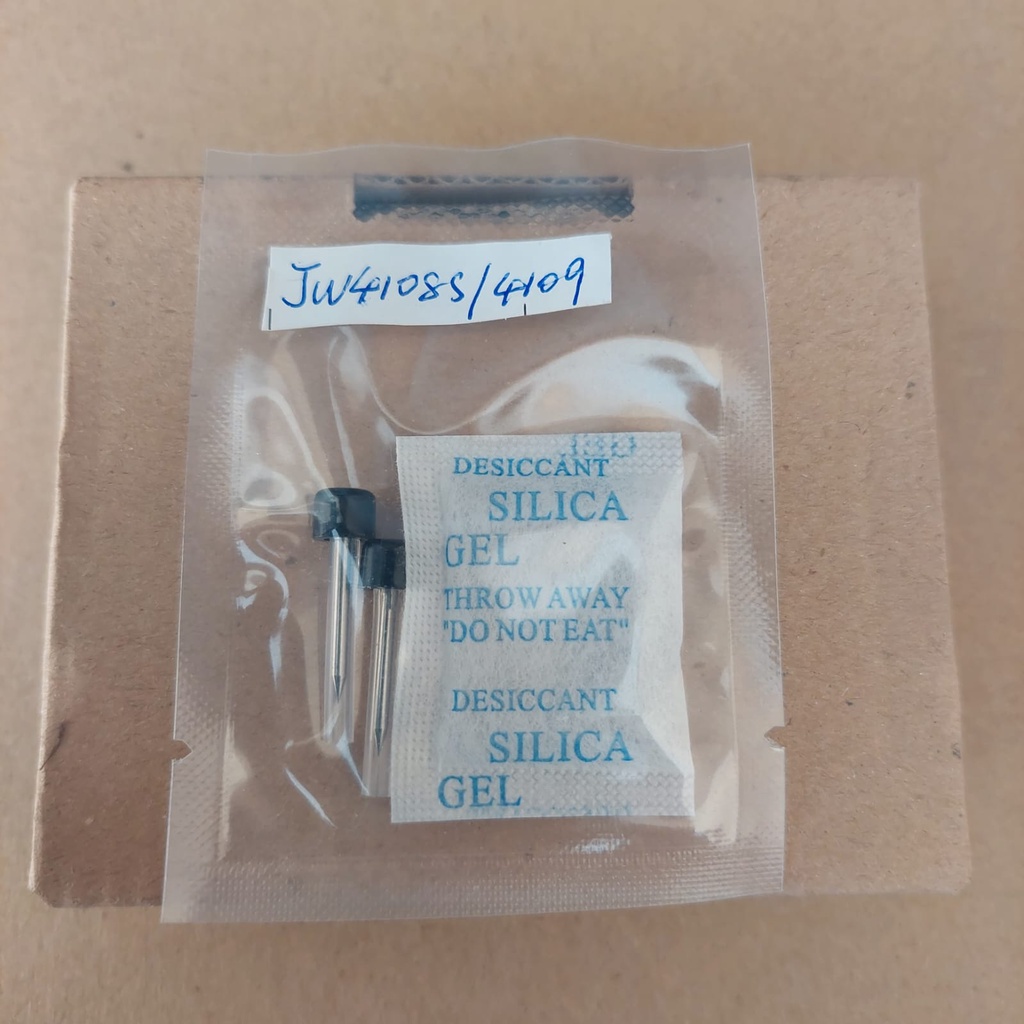 JW4108S/4109
DESICCANT
SILICA
GEL
THROW AWAY
"DO NOT EAT"
DESICCANT
SILICA
GEL